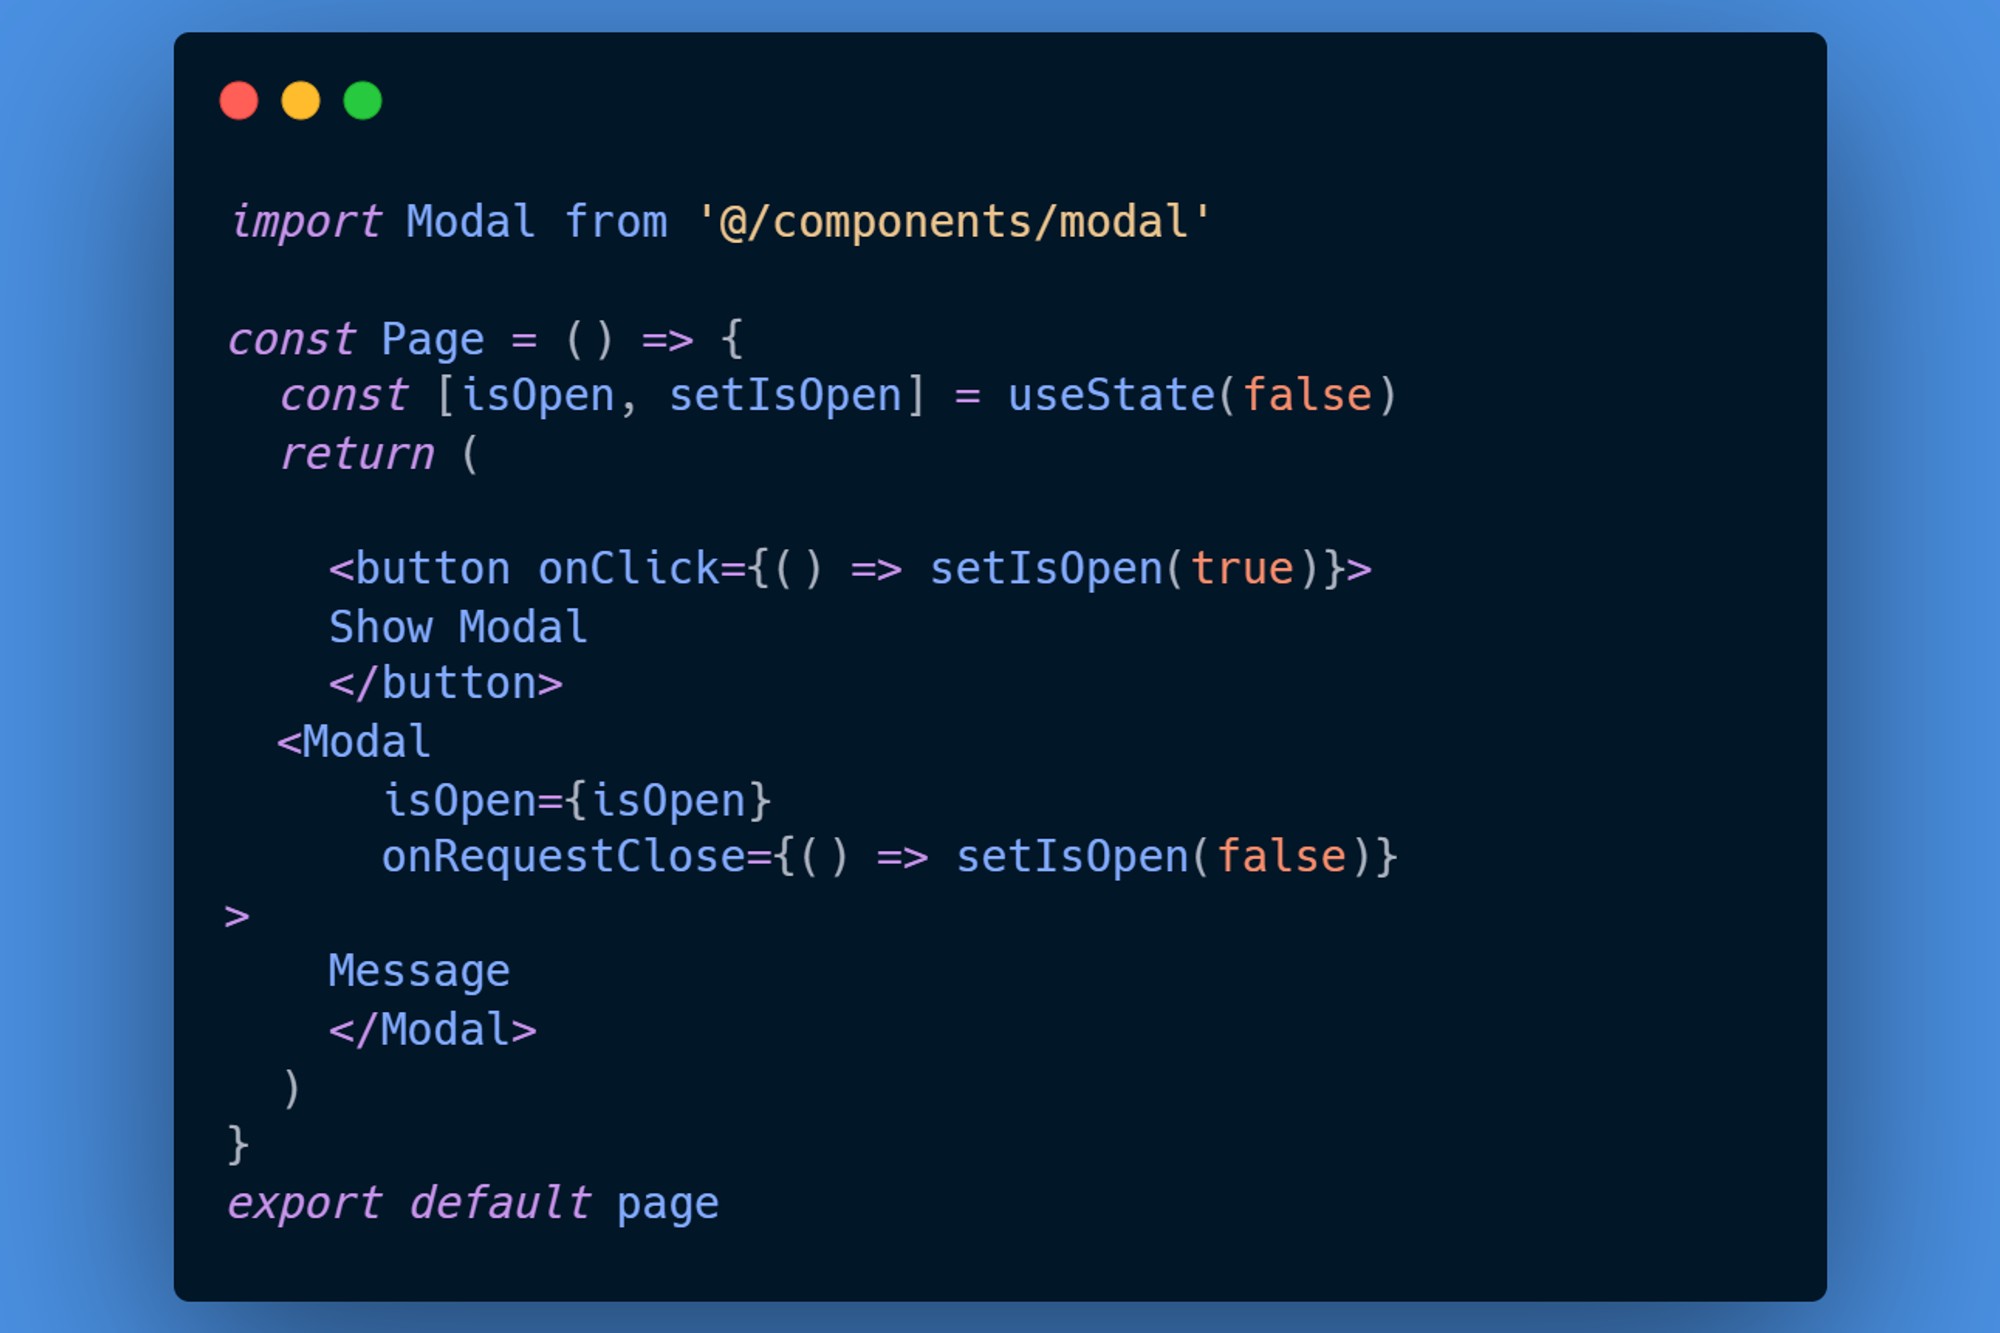 import Modal from '@/components/modal'
const Page = () => {
const [isOpen, setIsOpen] = useState(false)
return (
<button onClick={() => setIsOpen(true)}>
Show Modal
</button>
<Modal
isOpen={isOpen}
onRequestClose={() => setIsOpen(false)}
>
Message
</Modal>
)
}
export default page